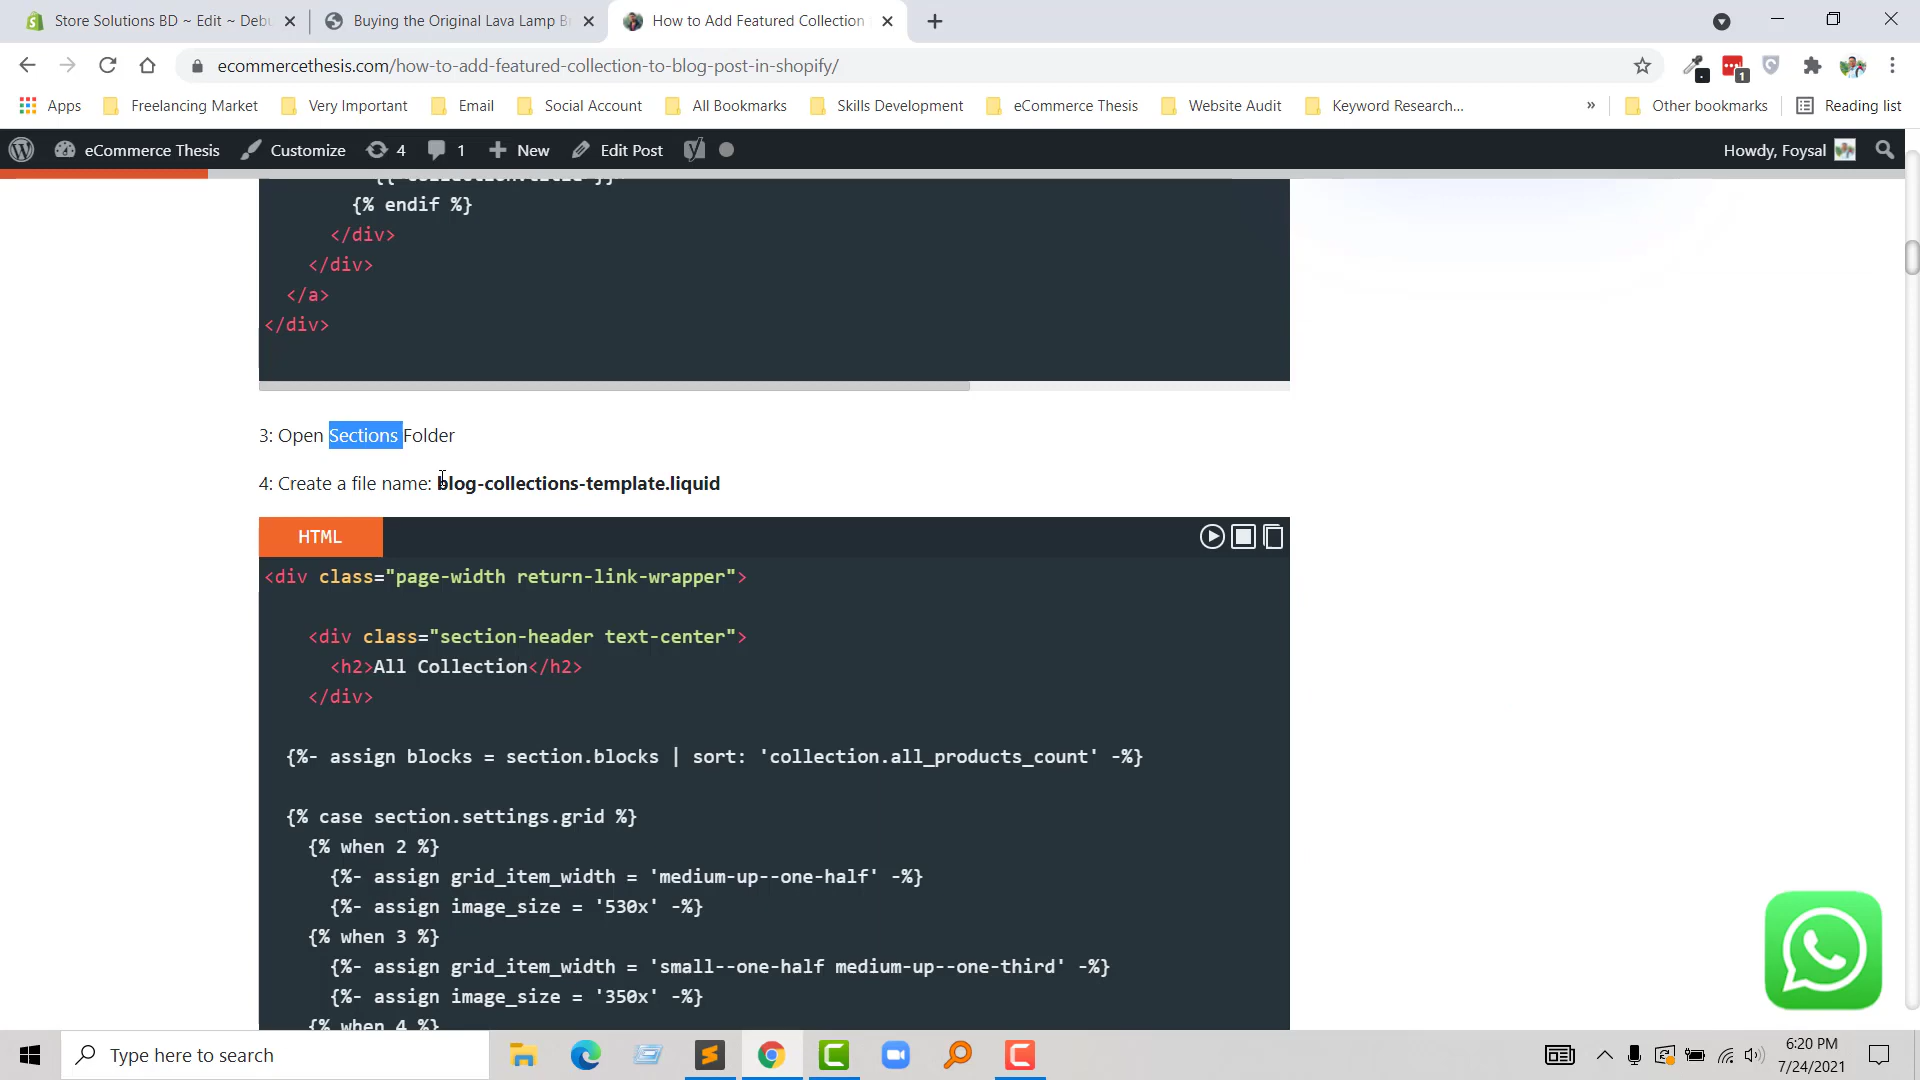 Store Solutions BD ~ Edit ~ Debu
Buying the Original Lava Lamp B
How to Add Featured Collection
ecommercethesis.com/how-to-add-featured-collection-to-blog-post-in-shopify/
1
Apps
Freelancing Market
Very Important
Email
Social Account
All Bookmarks
Skills Development
eCommerce Thesis
Website Audit
Keyword Research...
»
Other bookmarks
Reading list
eCommerce Thesis
Customize
4
1
New
Edit Post
Howdy, Foysal
{{ collection.title }}
{% endif %}
</div>
</div>
</a>
</div>
3: Open Sections Folder
4: Create a file name: blog-collections-template.liquid
HTML
<div class="page-width return-link-wrapper">
<div class="section-header text-center">
<h2>All Collection</h2>
</div>
{%- assign blocks = section.blocks | sort: 'collection.all_products_count' -%}
{% case section.settings.grid %}
{% when 2 %}
{%- assign grid_item_width = 'medium-up--one-half' -%}
{%- assign image_size = '530x' -%}
{% when 3 %}
{%- assign grid_item_width = 'small--one-half medium-up--one-third' -%}
{%- assign image_size = '350x' -%}
{% when 4 %}
Type here to search
6:20 PM
7/24/2021